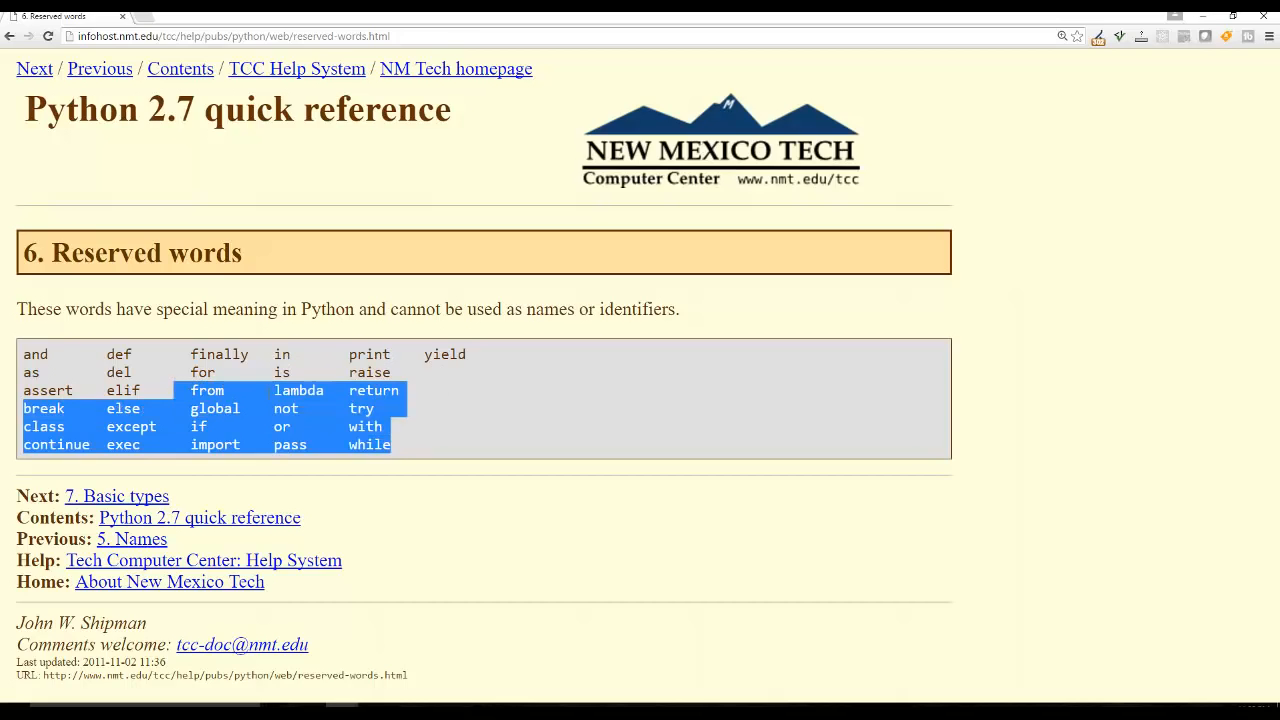 6. Reserved words
infohost.nmt.edu/tcc/help/pubs/python/web/reserved-words.html
Next / Previous / Contents / TCC Help System / NM Tech homepage
Python 2.7 quick reference
M
NEW MEXICO TECH
Computer Center www.nmt.edu/tcc
6. Reserved words
These words have special meaning in Python and cannot be used as names or identifiers.
and def finally in print yield
as del for is raise
assert elif from lambda return
break else global not try
class except if or with
continue exec import pass while
Next: 7. Basic types
Contents: Python 2.7 quick reference
Previous: 5. Names
Help: Tech Computer Center: Help System
Home: About New Mexico Tech
John W. Shipman
Comments welcome: tcc-doc@nmt.edu
Last updated: 2011-11-02 11:36
URL: http://www.nmt.edu/tcc/help/pubs/python/web/reserved-words.html